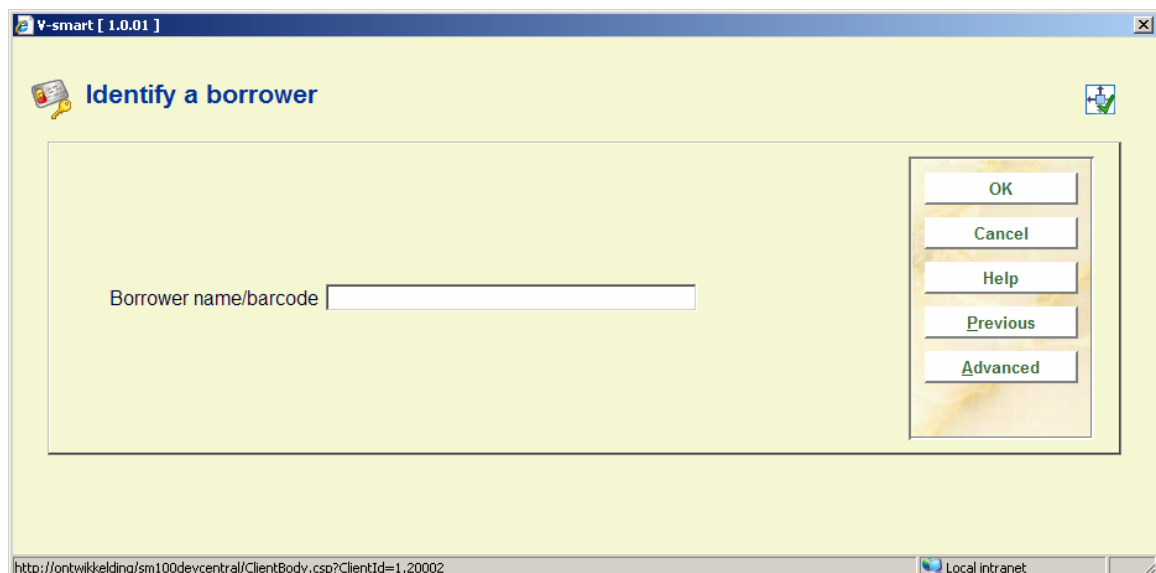 V-smart [ 1.0.01 ]
Identify a borrower
OK
Cancel
Help
Borrower name/barcode
Previous
Advanced
http://ontwikkelding/sm100devcentral/ClientBody.csp?ClientId=1.20002
Local intranet